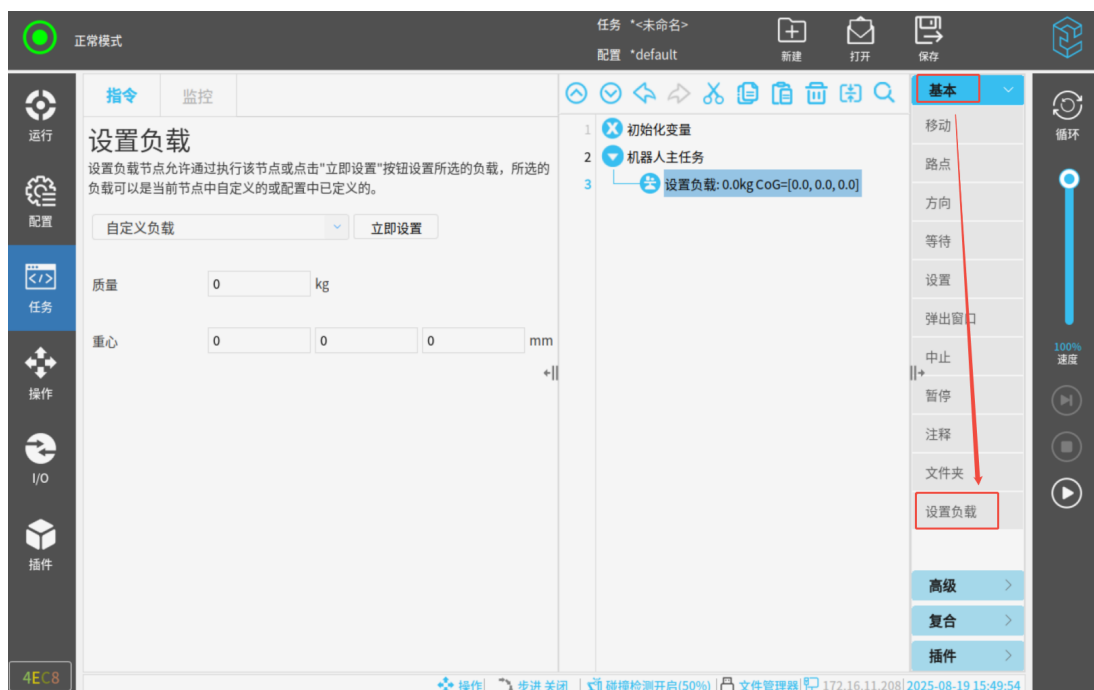 正常模式
任务 *<未命名>
配置 *default
新建
打开
保存
运行
配置
任务
操作
I/O
插件
4EC8
指令
监控
设置负载
设置负载节点允许通过执行该节点或点击"立即设置"按钮设置所选的负载，所选的
负载可以是当前节点中自定义的或配置中已定义的。
自定义负载
立即设置
质量 0 kg
重心 0 0 0 mm
1 初始化变量
2 机器人主任务
3 设置负载: 0.0kg CoG=[0.0, 0.0, 0.0]
基本
移动
路点
方向
等待
设置
弹出窗口
中止
暂停
注释
文件夹
设置负载
高级
复合
插件
循环
100%
速度
操作 步进 关闭 碰撞检测开启(50%) 文件管理器 172.16.11.208 2025-08-19 15:49:54